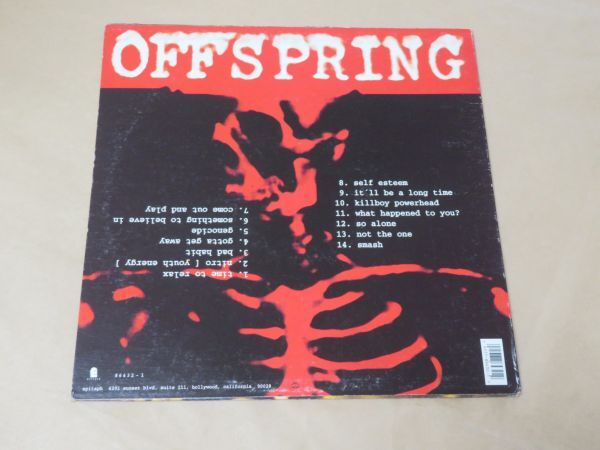 OFFSPRING
1. time to relax
2. nitro [ youth energy ]
3. bad habit
4. gotta get away
5. genocide
6. something to believe in
7. come out and play
8. self esteem
9. it'll be a long time
10. killboy powerhead
11. what happened to you?
12. so alone
13. not the one
14. smash
86432-1
epitaph 6201 sunset blvd, suite 111, hollywood, california 90028